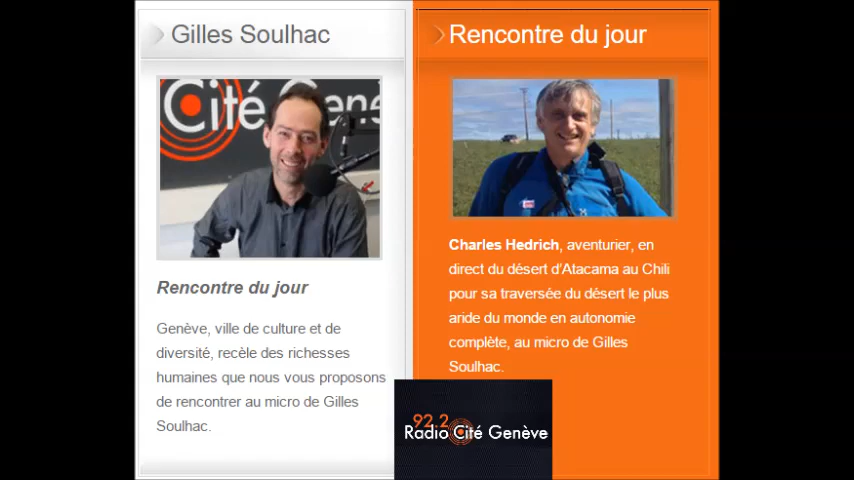 Gilles Soulhac
Cité Genè
Rencontre du jour
Genève, ville de culture et de
diversité, recèle des richesses
humaines que nous vous proposons
de rencontrer au micro de Gilles
Soulhac.
Rencontre du jour
Charles Hedrich, aventurier, en
direct du désert d'Atacama au Chili
pour sa traversée du désert le plus
aride du monde en autonomie
complète, au micro de Gilles
Soulhac.
92.2
Radio Cité Genève